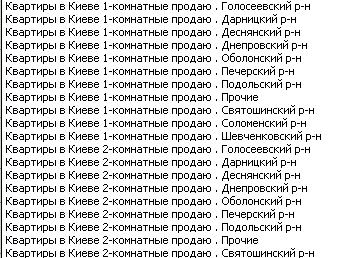 Квартиры в Киеве 1-комнатные продаю . Голосеевский р-н
Квартиры в Киеве 1-комнатные продаю . Дарницкий р-н
Квартиры в Киеве 1-комнатные продаю . Деснянский р-н
Квартиры в Киеве 1-комнатные продаю . Днепровский р-н
Квартиры в Киеве 1-комнатные продаю . Оболонский р-н
Квартиры в Киеве 1-комнатные продаю . Печерский р-н
Квартиры в Киеве 1-комнатные продаю . Подольский р-н
Квартиры в Киеве 1-комнатные продаю . Прочие
Квартиры в Киеве 1-комнатные продаю . Святошинский р-н
Квартиры в Киеве 1-комнатные продаю . Соломенский р-н
Квартиры в Киеве 1-комнатные продаю . Шевченковский р-н
Квартиры в Киеве 2-комнатные продаю . Голосеевский р-н
Квартиры в Киеве 2-комнатные продаю . Дарницкий р-н
Квартиры в Киеве 2-комнатные продаю . Деснянский р-н
Квартиры в Киеве 2-комнатные продаю . Днепровский р-н
Квартиры в Киеве 2-комнатные продаю . Оболонский р-н
Квартиры в Киеве 2-комнатные продаю . Печерский р-н
Квартиры в Киеве 2-комнатные продаю . Подольский р-н
Квартиры в Киеве 2-комнатные продаю . Прочие
Квартиры в Киеве 2-комнатные продаю . Святошинский р-н